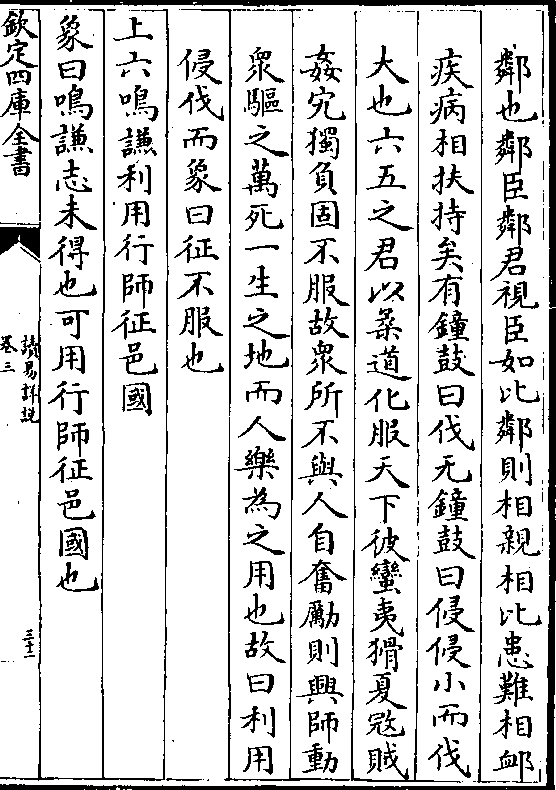 鄰也鄰臣鄰君視臣如比鄰則相親相比患難相䘏
疾病相扶持矣有鐘鼓曰伐无鐘鼓曰侵侵小而伐
大也六五之君以柔道化服天下彼蠻夷猾夏冦賊
姦宄獨負固不服故衆所不與人自奮勵則興師動
衆驅之萬死一生之地而人樂為之用也故曰利用
侵伐而象曰征不服也
上六鳴謙利用行師征邑國
象曰鳴謙志未得也可用行師征邑國也
欽定四庫全書
讀易詳說
卷三
三十二